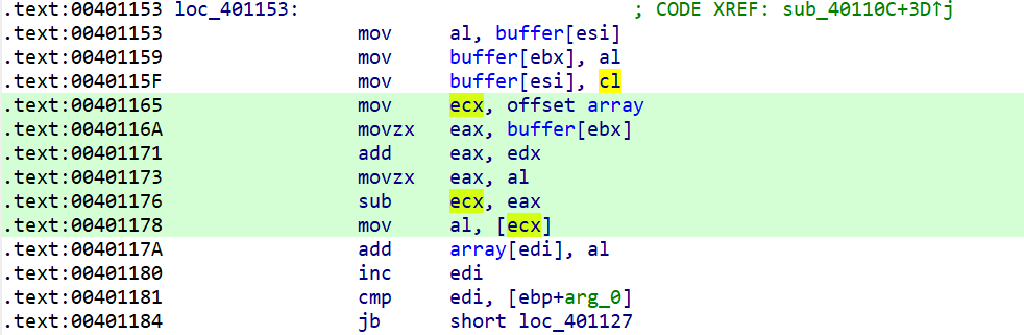 .text:00401153 loc_401153: ; CODE XREF: sub_40110C+3D↑j
.text:00401153 mov al, buffer[esi]
.text:00401159 mov buffer[ebx], al
.text:0040115F mov buffer[esi], cl
.text:00401165 mov ecx, offset array
.text:0040116A movzx eax, buffer[ebx]
.text:00401171 add eax, edx
.text:00401173 movzx eax, al
.text:00401176 sub ecx, eax
.text:00401178 mov al, [ecx]
.text:0040117A add array[edi], al
.text:00401180 inc edi
.text:00401181 cmp edi, [ebp+arg_0]
.text:00401184 jb short loc_401127